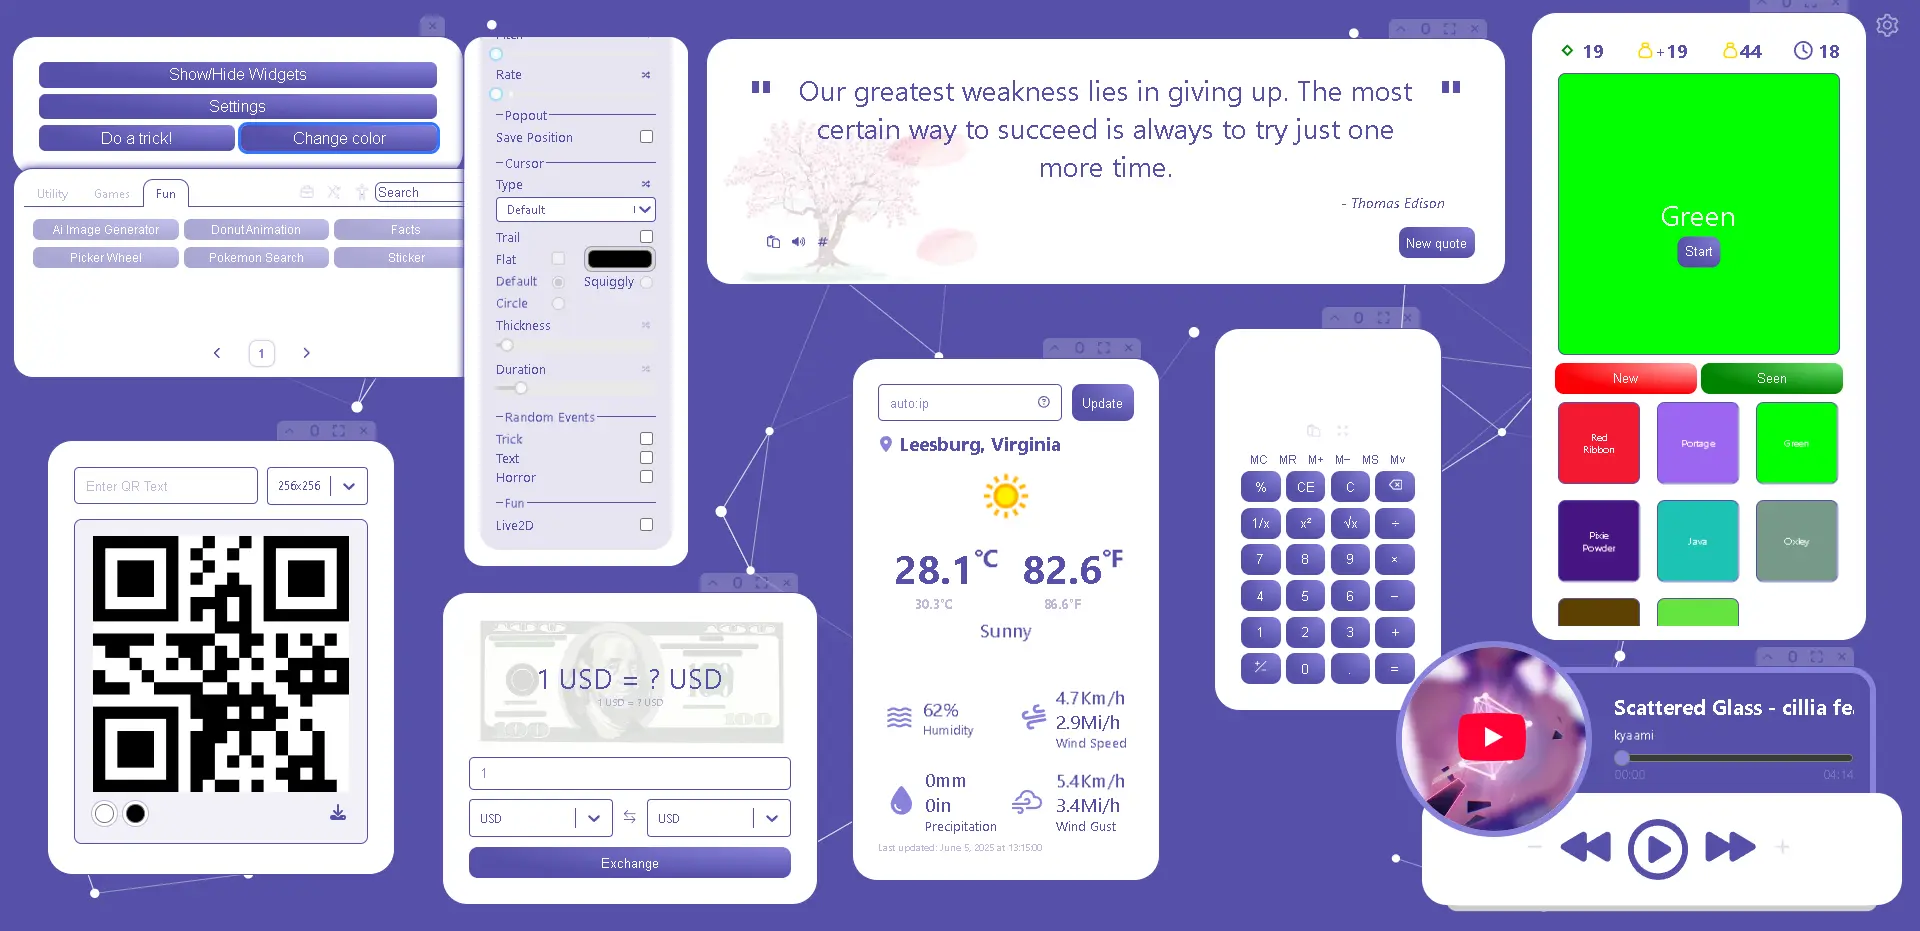 Show/Hide Widgets
Settings
Do a trick!
Change color
Utility
Games
Fun
Search
Ai Image Generator
Donut Animation
Facts
Picker Wheel
Pokemon Search
Sticker
1
Pitch
Rate
Popout
Save Position
Cursor
Type
Default
Trail
Flat
Default
Squiggly
Circle
Thickness
Duration
Random Events
Trick
Text
Horror
Fun
Live2D
" Our greatest weakness lies in giving up. The most "
certain way to succeed is always to try just one
more time.
- Thomas Edison
#
New quote
19
+19
44
18
Green
Start
New
Seen
Red
Ribbon
Portage
Green
Pixie
Powder
Java
Oxley
Enter QR Text
256x256
1 USD = ? USD
1 USD = ? USD
1
USD
USD
Exchange
auto:ip
Update
Leesburg, Virginia
28.1°C
82.6°F
30.3°C
86.6°F
Sunny
62%
Humidity
4.7Km/h
2.9Mi/h
Wind Speed
0mm
0in
Precipitation
5.4Km/h
3.4Mi/h
Wind Gust
Last updated: June 5, 2025 at 13:15:00
MC MR M+ M− MS Mv
% CE C
1/x x² √x ÷
7 8 9 ×
4 5 6 −
1 2 3 +
+/− 0 . =
Scattered Glass - cillia fe
kyaami
00:00
04:14